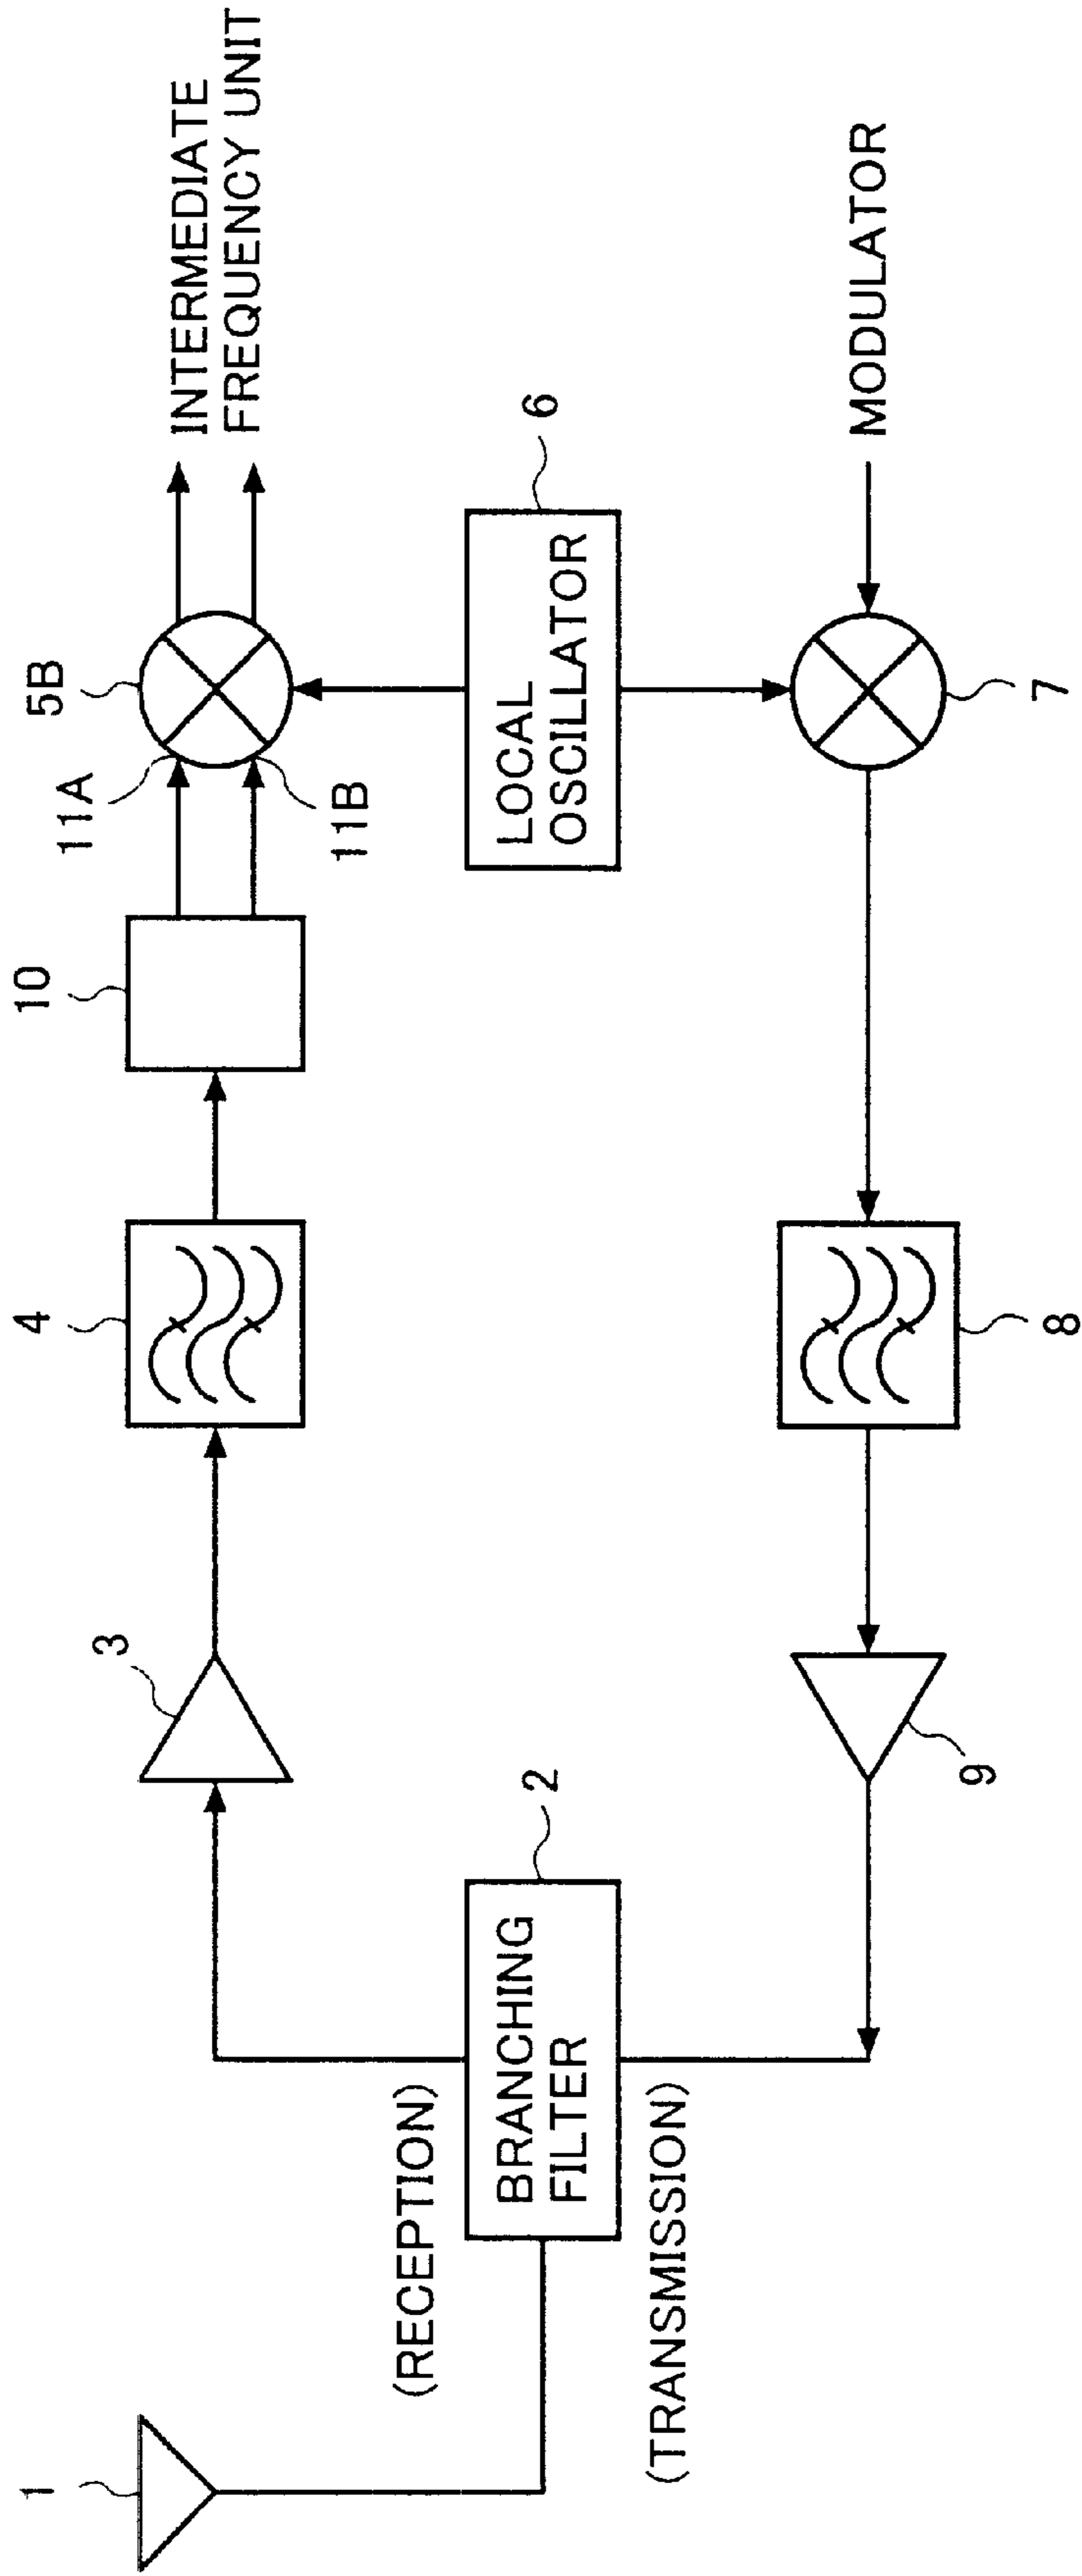 1
(RECEPTION)
BRANCHING
FILTER
2
(TRANSMISSION)
3
4
10
11A
11B
5B
INTERMEDIATE
FREQUENCY UNIT
LOCAL
OSCILLATOR
6
9
8
7
MODULATOR